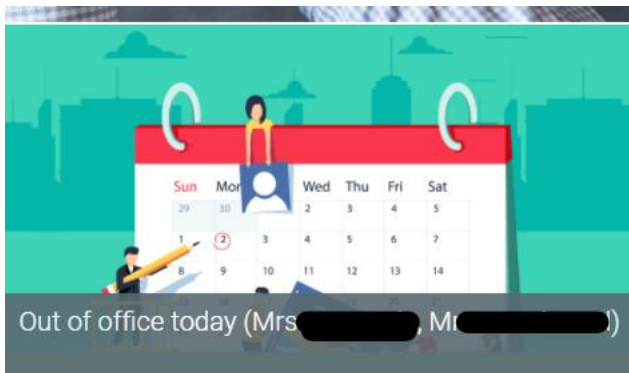 Sun Mon Wed Thu Fri Sat
29 30 2 3 4 5
1 2 3 4 5 6 7
8 9 10 11 12 13 14
Out of office today (Mrs , Mr )